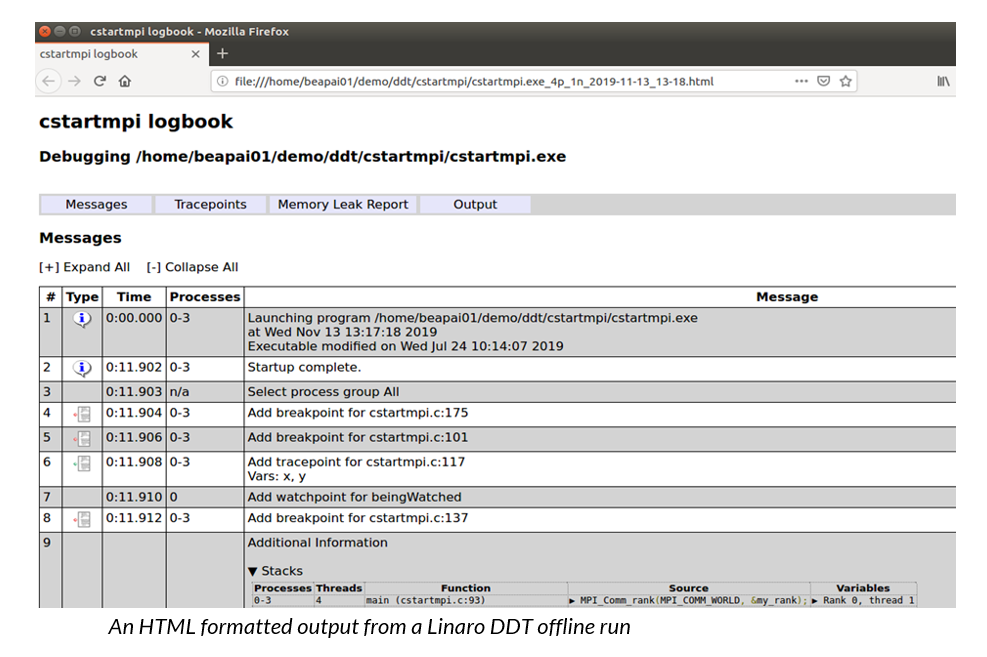 cstartmpi logbook - Mozilla Firefox
cstartmpi logbook × +
file:///home/beapai01/demo/ddt/cstartmpi/cstartmpi.exe_4p_1n_2019-11-13_13-18.html
cstartmpi logbook
Debugging /home/beapai01/demo/ddt/cstartmpi/cstartmpi.exe
Messages Tracepoints Memory Leak Report Output
Messages
[+] Expand All [-] Collapse All
# Type Time Processes Message
1 0:00.000 0-3 Launching program /home/beapai01/demo/ddt/cstartmpi/cstartmpi.exe
at Wed Nov 13 13:17:18 2019
Executable modified on Wed Jul 24 10:14:07 2019
2 0:11.902 0-3 Startup complete.
3 0:11.903 n/a Select process group All
4 0:11.904 0-3 Add breakpoint for cstartmpi.c:175
5 0:11.906 0-3 Add breakpoint for cstartmpi.c:101
6 0:11.908 0-3 Add tracepoint for cstartmpi.c:117
Vars: x, y
7 0:11.910 0 Add watchpoint for beingWatched
8 0:11.912 0-3 Add breakpoint for cstartmpi.c:137
9 Additional Information
▼ Stacks
Processes Threads Function Source Variables
0-3 4 main (cstartmpi.c:93) ▶ MPI_Comm_rank(MPI_COMM_WORLD, &my_rank); ▶ Rank 0, thread 1
An HTML formatted output from a Linaro DDT offline run